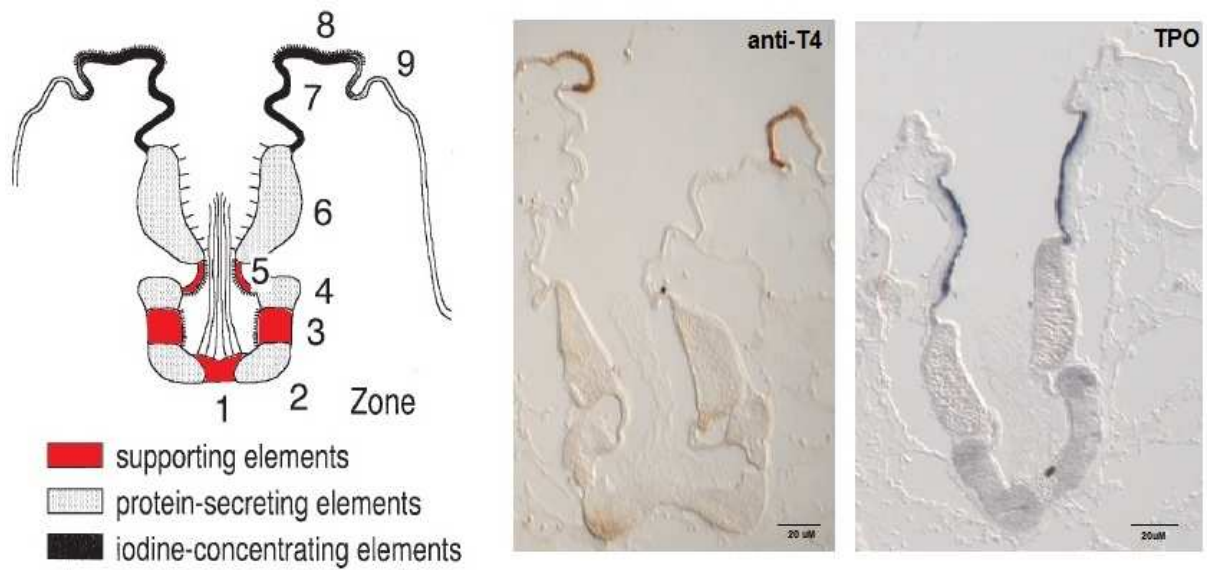 8
9
7
6
5
4
3
2
1
Zone
supporting elements
protein-secreting elements
iodine-concentrating elements
anti-T4
20 uM
TPO
20uM